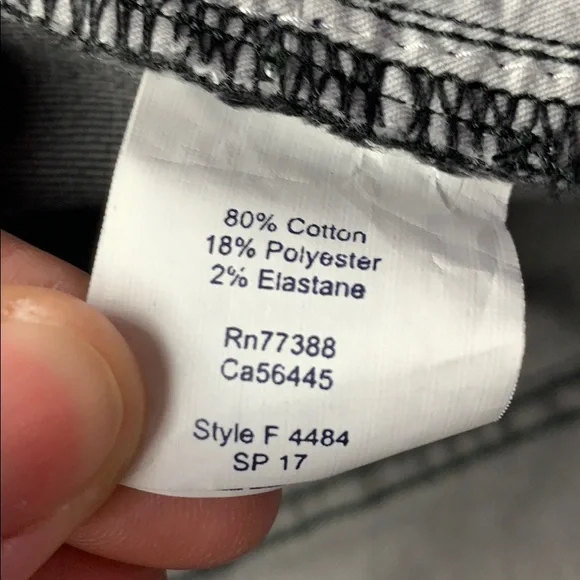 80% Cotton
18% Polyester
2% Elastane
Rn77388
Ca56445
Style F 4484
SP 17